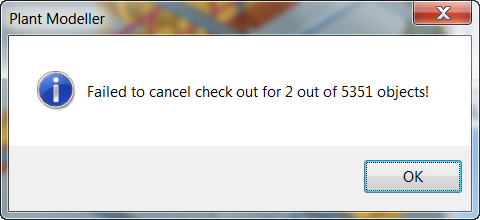 Plant Modeller
Failed to cancel check out for 2 out of 5351 objects!
OK